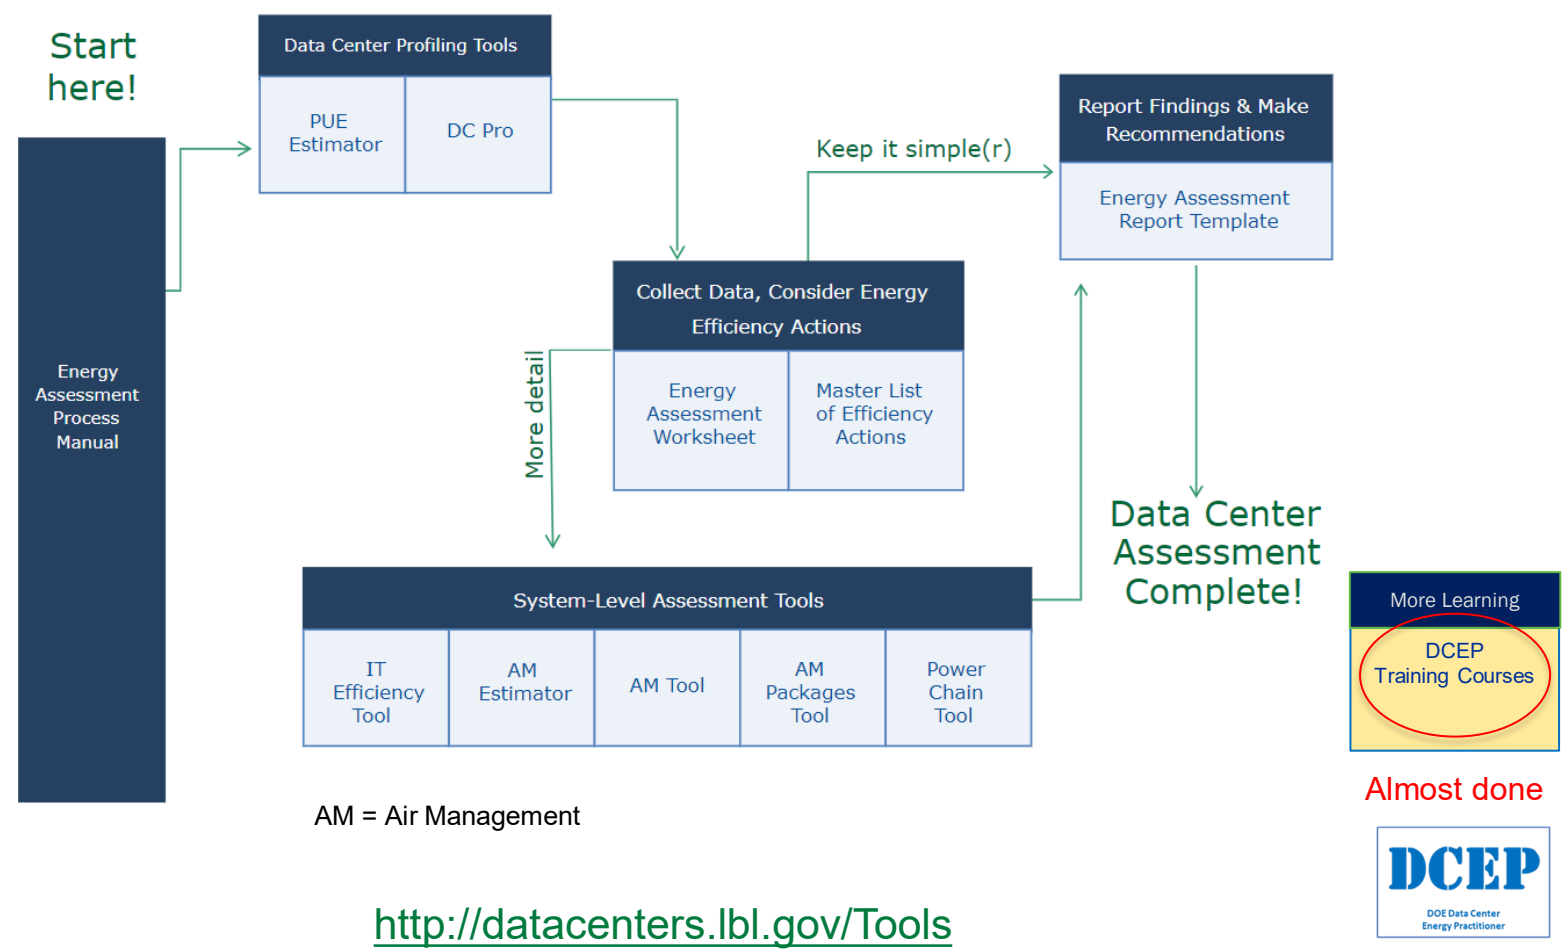 Start
here!
Energy
Assessment
Process
Manual
Data Center Profiling Tools
PUE
Estimator
DC Pro
Collect Data, Consider Energy
Efficiency Actions
Energy
Assessment
Worksheet
Master List
of Efficiency
Actions
Keep it simple(r)
More detail
Report Findings & Make
Recommendations
Energy Assessment
Report Template
System-Level Assessment Tools
IT
Efficiency
Tool
AM
Estimator
AM Tool
AM
Packages
Tool
Power
Chain
Tool
Data Center
Assessment
Complete!
More Learning
DCEP
Training Courses
Almost done
AM = Air Management
DCEP
DOE Data Center
Energy Practitioner
http://datacenters.lbl.gov/Tools